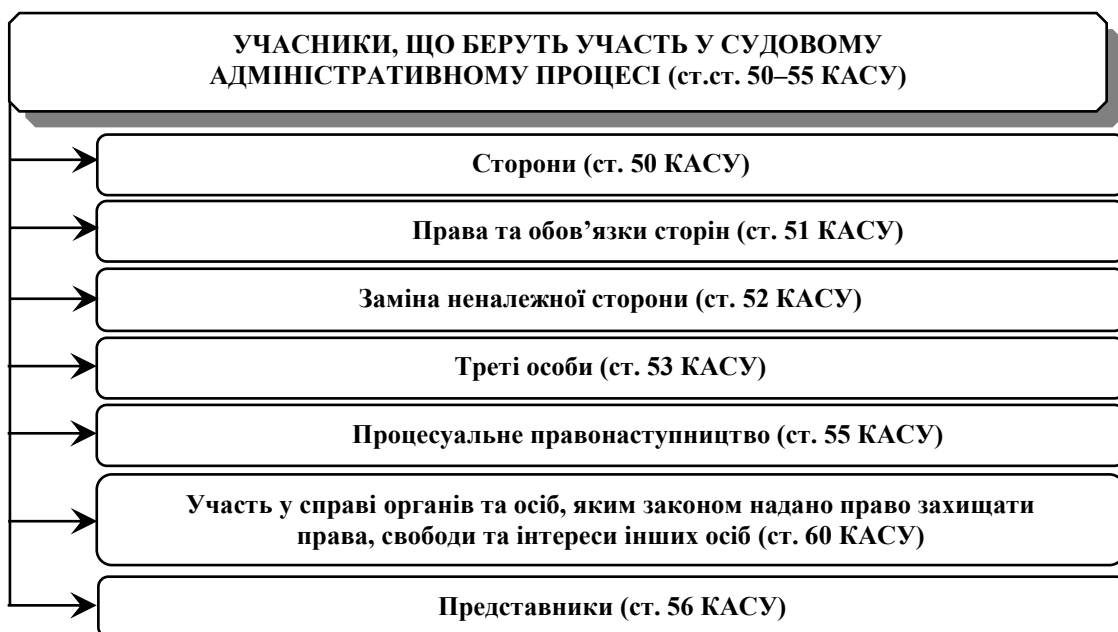 УЧАСНИКИ, ЩО БЕРУТЬ УЧАСТЬ У СУДОВОМУ
АДМІНІСТРАТИВНОМУ ПРОЦЕСІ (ст.ст. 50–55 КАСУ)
Сторони (ст. 50 КАСУ)
Права та обов’язки сторін (ст. 51 КАСУ)
Заміна неналежної сторони (ст. 52 КАСУ)
Треті особи (ст. 53 КАСУ)
Процесуальне правонаступництво (ст. 55 КАСУ)
Участь у справі органів та осіб, яким законом надано право захищати
права, свободи та інтереси інших осіб (ст. 60 КАСУ)
Представники (ст. 56 КАСУ)